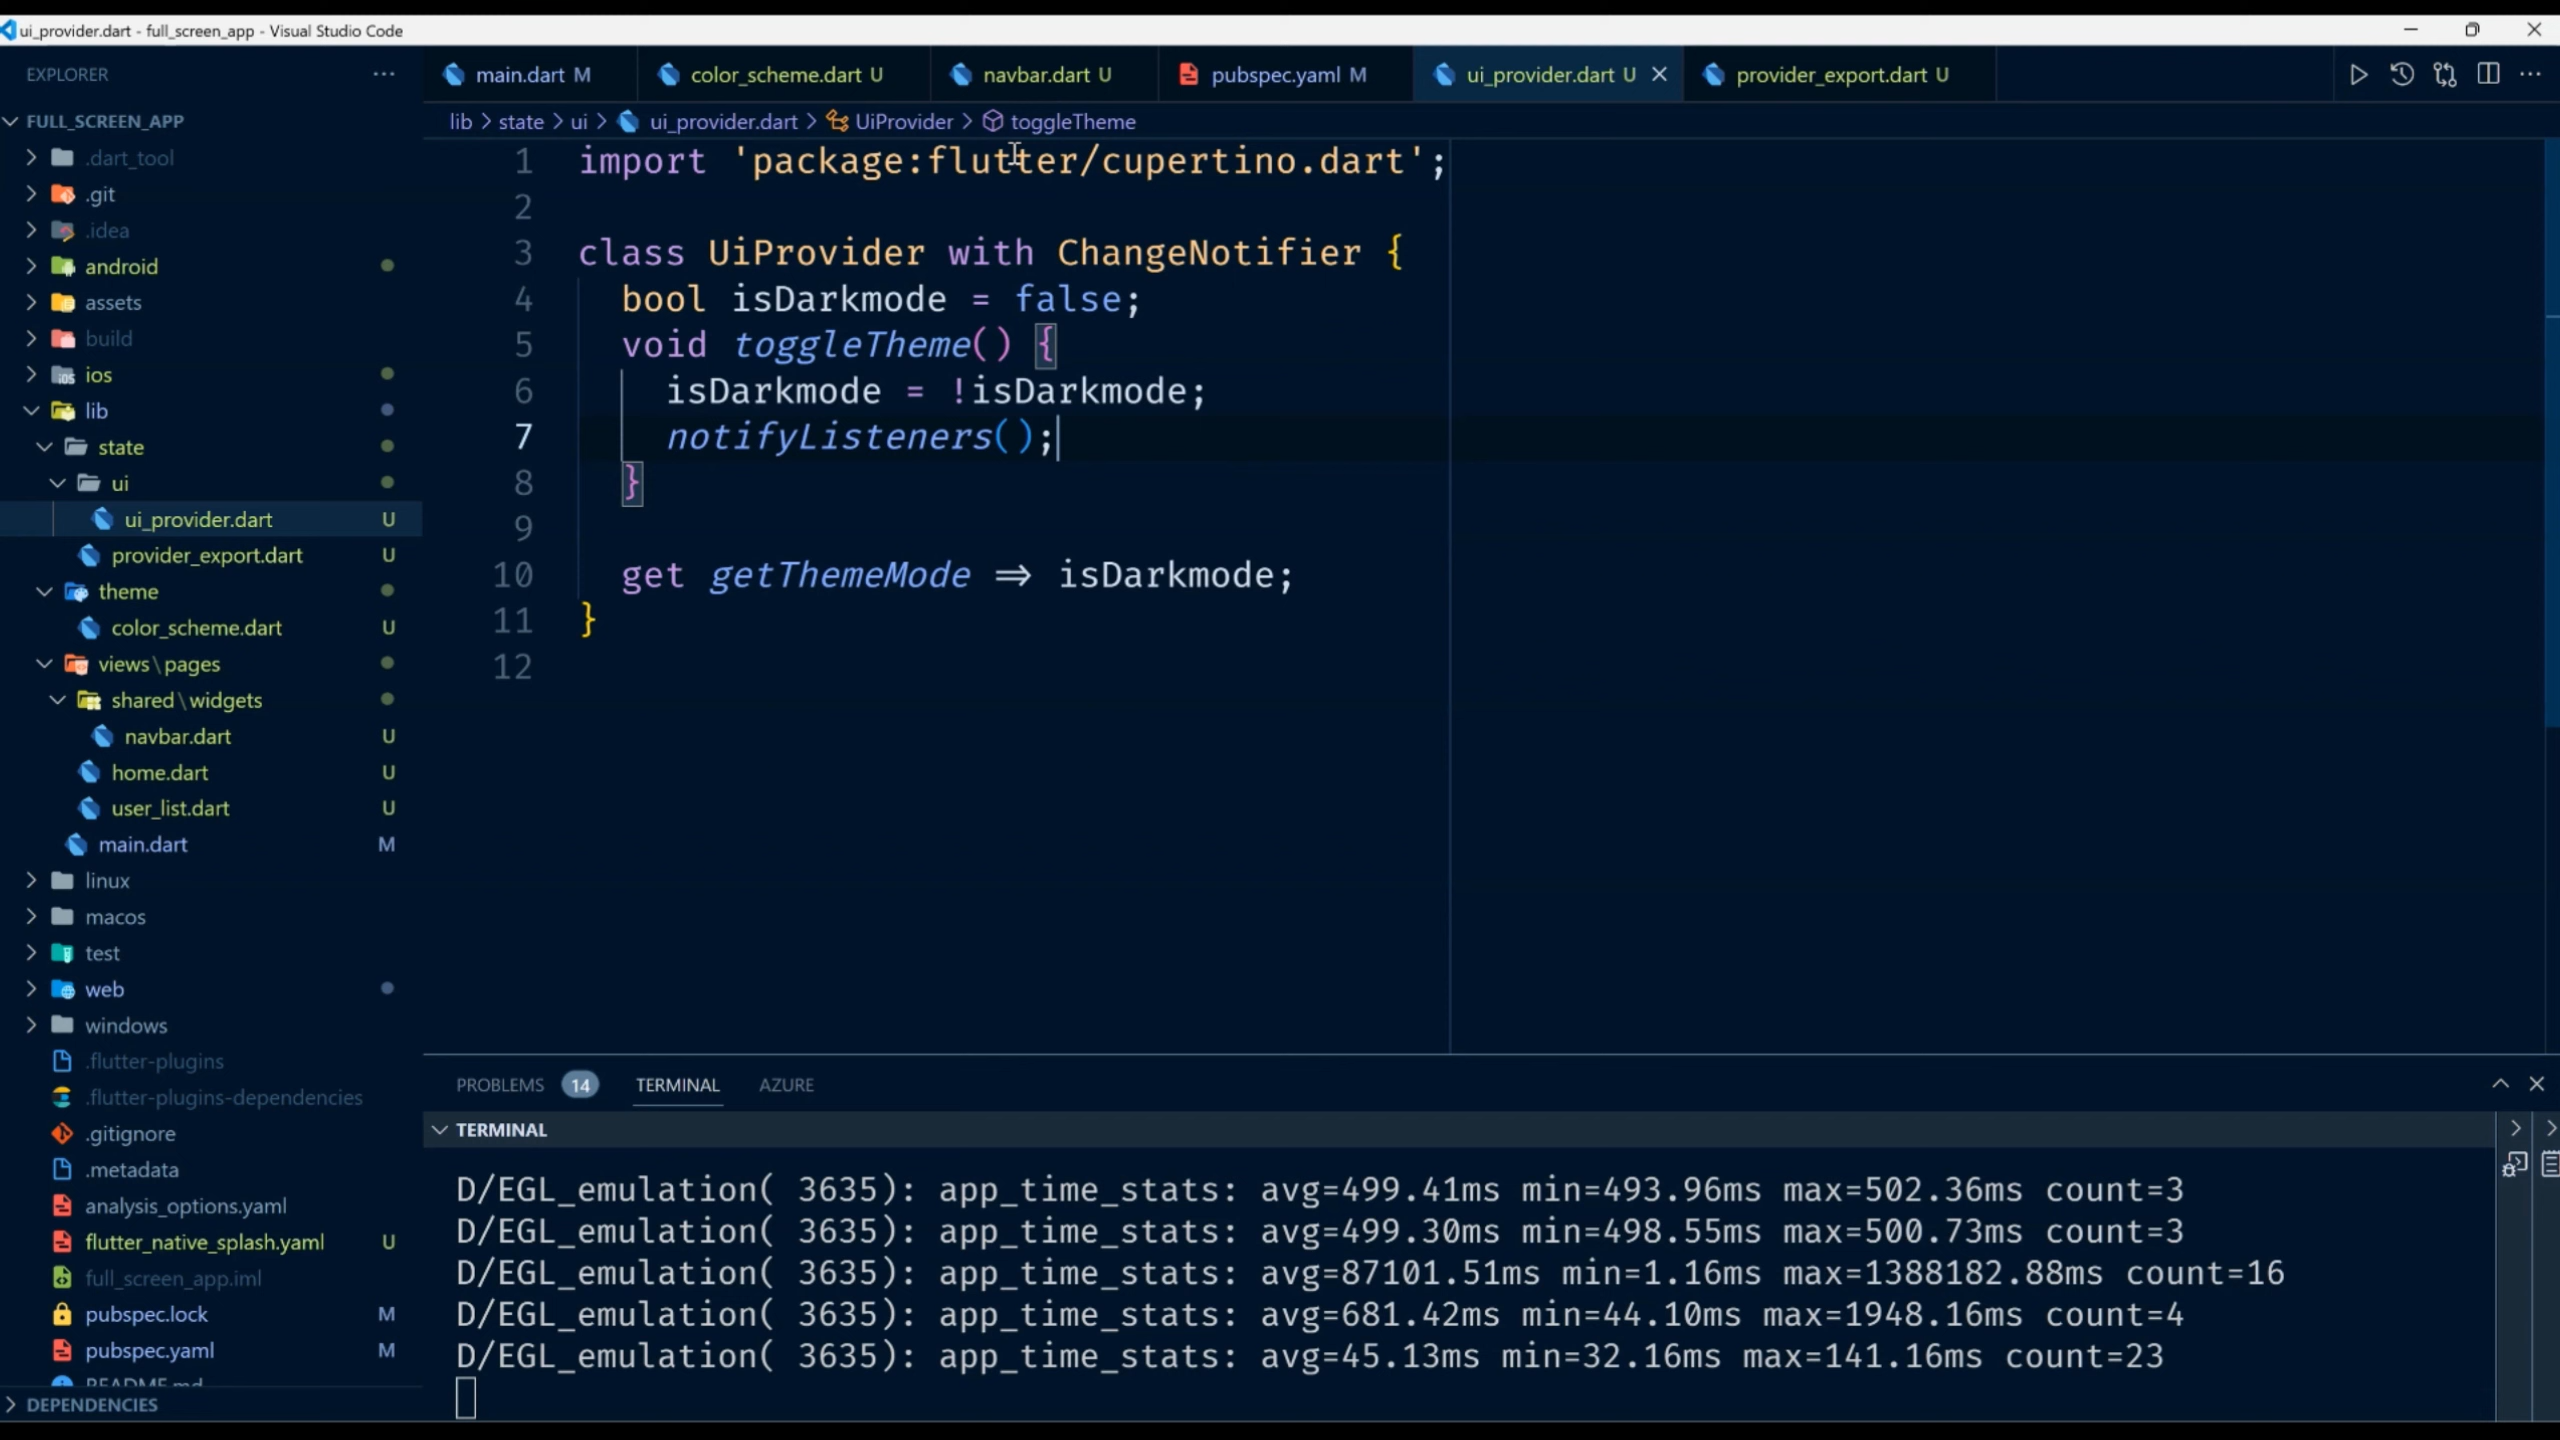 ui_provider.dart - full_screen_app - Visual Studio Code
EXPLORER
main.dart M
color_scheme.dart U
navbar.dart U
pubspec.yaml M
ui_provider.dart U
provider_export.dart U
lib > state > ui > ui_provider.dart > UiProvider > toggleTheme
FULL_SCREEN_APP
.dart_tool
.git
.idea
android
assets
build
ios
lib
state
ui
ui_provider.dart U
provider_export.dart U
theme
color_scheme.dart U
views\pages
shared\widgets
navbar.dart U
home.dart U
user_list.dart U
main.dart M
linux
macos
test
web
windows
.flutter-plugins
.flutter-plugins-dependencies
.gitignore
.metadata
analysis_options.yaml
flutter_native_splash.yaml U
full_screen_app.iml
pubspec.lock M
pubspec.yaml M
README.md
DEPENDENCIES
1 import 'package:flutter/cupertino.dart';
2
3 class UiProvider with ChangeNotifier {
4 bool isDarkmode = false;
5 void toggleTheme() {
6 isDarkmode = !isDarkmode;
7 notifyListeners();
8 }
9
10 get getThemeMode => isDarkmode;
11 }
12
PROBLEMS 14 TERMINAL AZURE
TERMINAL
D/EGL_emulation( 3635): app_time_stats: avg=499.41ms min=493.96ms max=502.36ms count=3
D/EGL_emulation( 3635): app_time_stats: avg=499.30ms min=498.55ms max=500.73ms count=3
D/EGL_emulation( 3635): app_time_stats: avg=87101.51ms min=1.16ms max=1388182.88ms count=16
D/EGL_emulation( 3635): app_time_stats: avg=681.42ms min=44.10ms max=1948.16ms count=4
D/EGL_emulation( 3635): app_time_stats: avg=45.13ms min=32.16ms max=141.16ms count=23